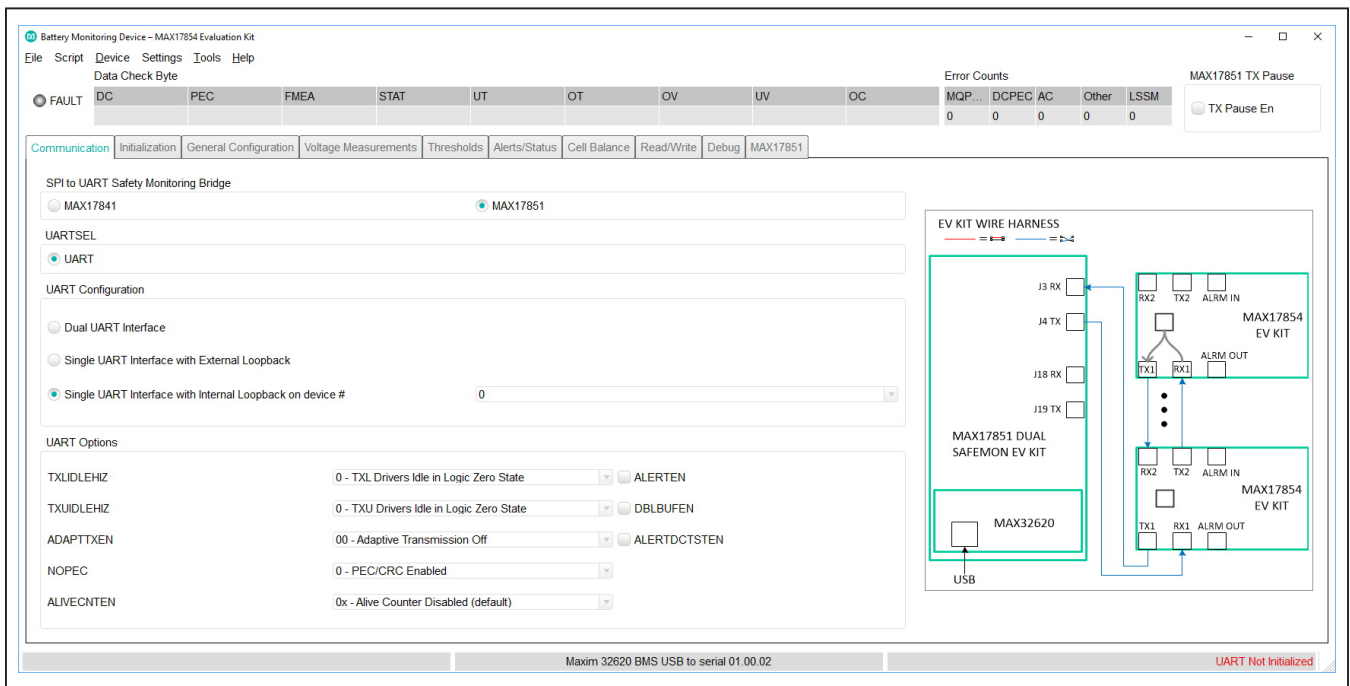 Battery Monitoring Device – MAX17854 Evaluation Kit
File Script Device Settings Tools Help
Data Check Byte Error Counts MAX17851 TX Pause
FAULT DC PEC FMEA STAT UT OT OV UV OC MQP... DCPEC AC Other LSSM
TX Pause En
0 0 0 0 0
Communication Initialization General Configuration Voltage Measurements Thresholds Alerts/Status Cell Balance Read/Write Debug MAX17851
SPI to UART Safety Monitoring Bridge
MAX17841 MAX17851
UARTSEL
UART
UART Configuration
Dual UART Interface
Single UART Interface with External Loopback
Single UART Interface with Internal Loopback on device # 0
UART Options
TXLIDLEHIZ 0 - TXL Drivers Idle in Logic Zero State ALERTEN
TXUIDLEHIZ 0 - TXU Drivers Idle in Logic Zero State DBLBUFEN
ADAPTTXEN 00 - Adaptive Transmission Off ALERTDCTSTEN
NOPEC 0 - PEC/CRC Enabled
ALIVECNTEN 0x - Alive Counter Disabled (default)
EV KIT WIRE HARNESS
= =
J3 RX
J4 TX
J18 RX
J19 TX
MAX17851 DUAL
SAFEMON EV KIT
MAX32620
USB
RX2 TX2 ALRM IN
MAX17854
EV KIT
ALRM OUT
TX1 RX1
RX2 TX2 ALRM IN
MAX17854
EV KIT
TX1 RX1 ALRM OUT
Maxim 32620 BMS USB to serial 01.00.02
UART Not Initialized